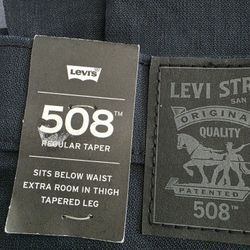 LEVI'S
508™
REGULAR TAPER
SITS BELOW WAIST
EXTRA ROOM IN THIGH
TAPERED LEG
LEVI STR
SAN
ORIGINAL
QUALITY
PATENTED
508™